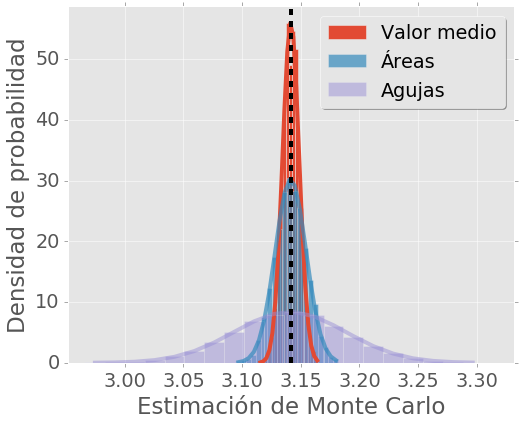 Densidad de probabilidad
50
40
30
20
10
0
Valor medio
Áreas
Agujas
3.00
3.05
3.10
3.15
3.20
3.25
3.30
Estimación de Monte Carlo